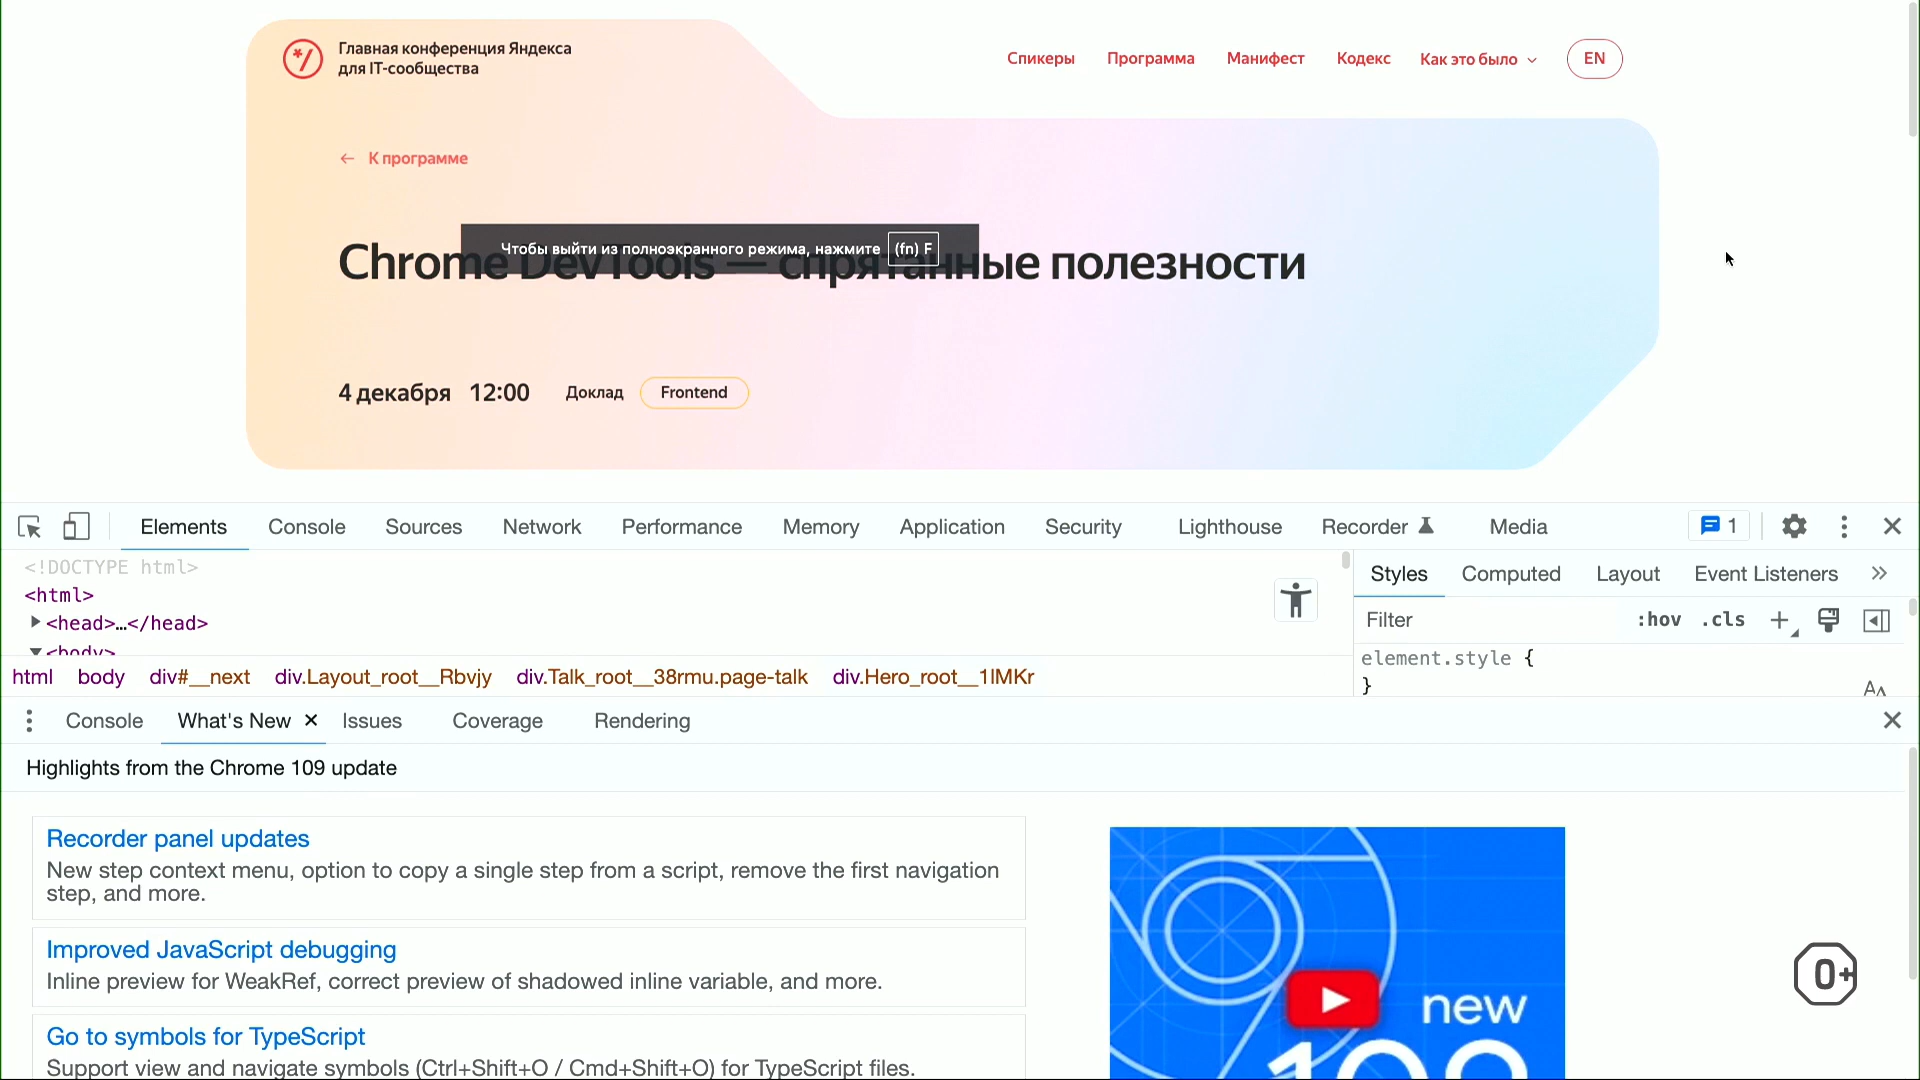 Главная конференция Яндекса
для IT-сообщества
Спикеры Программа Манифест Кодекс Как это было EN
← К программе
Чтобы выйти из полноэкранного режима, нажмите (fn) F
Chrome DevTools — спрятанные полезности
4 декабря 12:00 Доклад Frontend
Elements Console Sources Network Performance Memory Application Security Lighthouse Recorder Media 1
<!DOCTYPE html>
<html>
<head>…</head>
<body>
Styles Computed Layout Event Listeners
Filter :hov .cls
element.style {
}
html body div#__next div.Layout_root__Rbvjy div.Talk_root__38rmu.page-talk div.Hero_root__1lMKr
Console What's New Issues Coverage Rendering
Highlights from the Chrome 109 update
Recorder panel updates
New step context menu, option to copy a single step from a script, remove the first navigation
step, and more.
Improved JavaScript debugging
Inline preview for WeakRef, correct preview of shadowed inline variable, and more.
Go to symbols for TypeScript
Support view and navigate symbols (Ctrl+Shift+O / Cmd+Shift+O) for TypeScript files.
new
109
0+